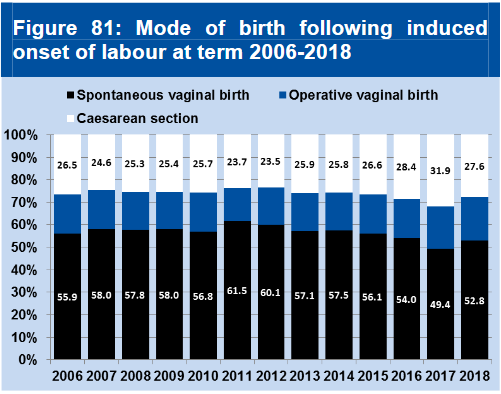 Figure 81: Mode of birth following induced
onset of labour at term 2006-2018
Spontaneous vaginal birth Operative vaginal birth
Caesarean section
100%
90%
80%
70%
60%
50%
40%
30%
20%
10%
0%
26.5 24.6 25.3 25.4 25.7 23.7 23.5 25.9 25.8 26.6 28.4 31.9 27.6
55.9 58.0 57.8 58.0 56.8 61.5 60.1 57.1 57.5 56.1 54.0 49.4 52.8
2006 2007 2008 2009 2010 2011 2012 2013 2014 2015 2016 2017 2018